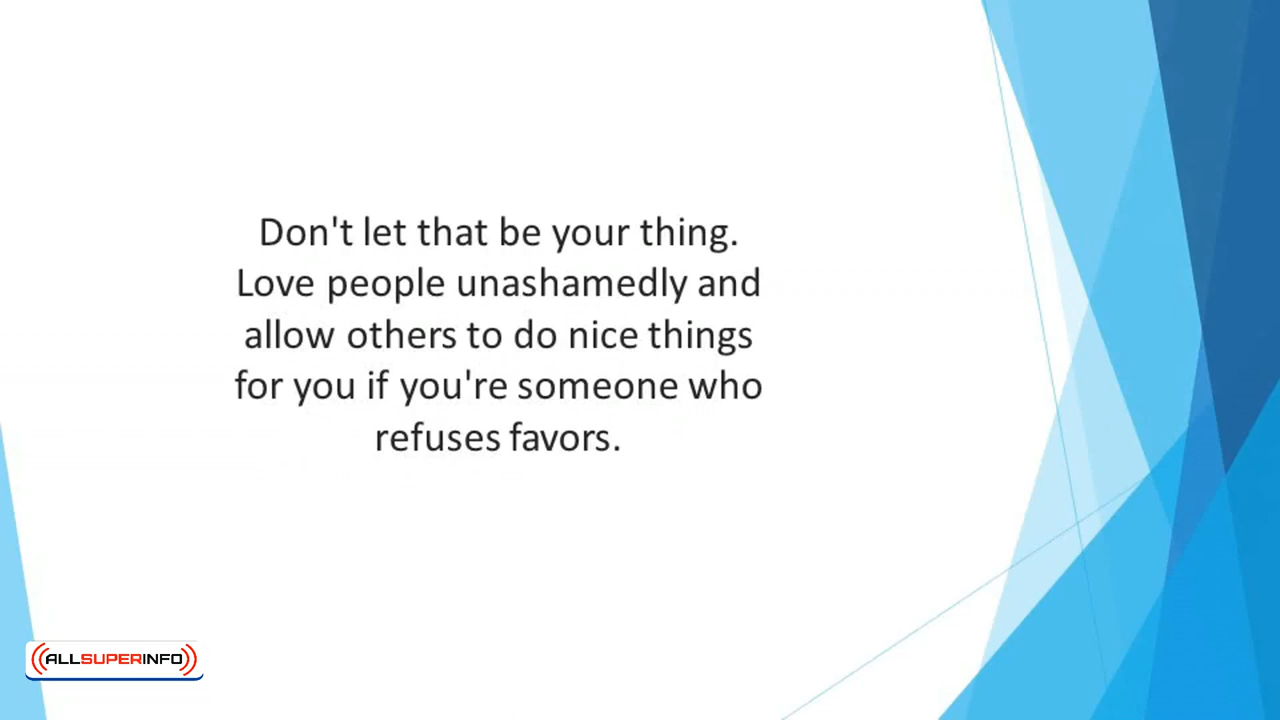 Don't let that be your thing.
Love people unashamedly and
allow others to do nice things
for you if you're someone who
refuses favors.
ALLSUPERINFO